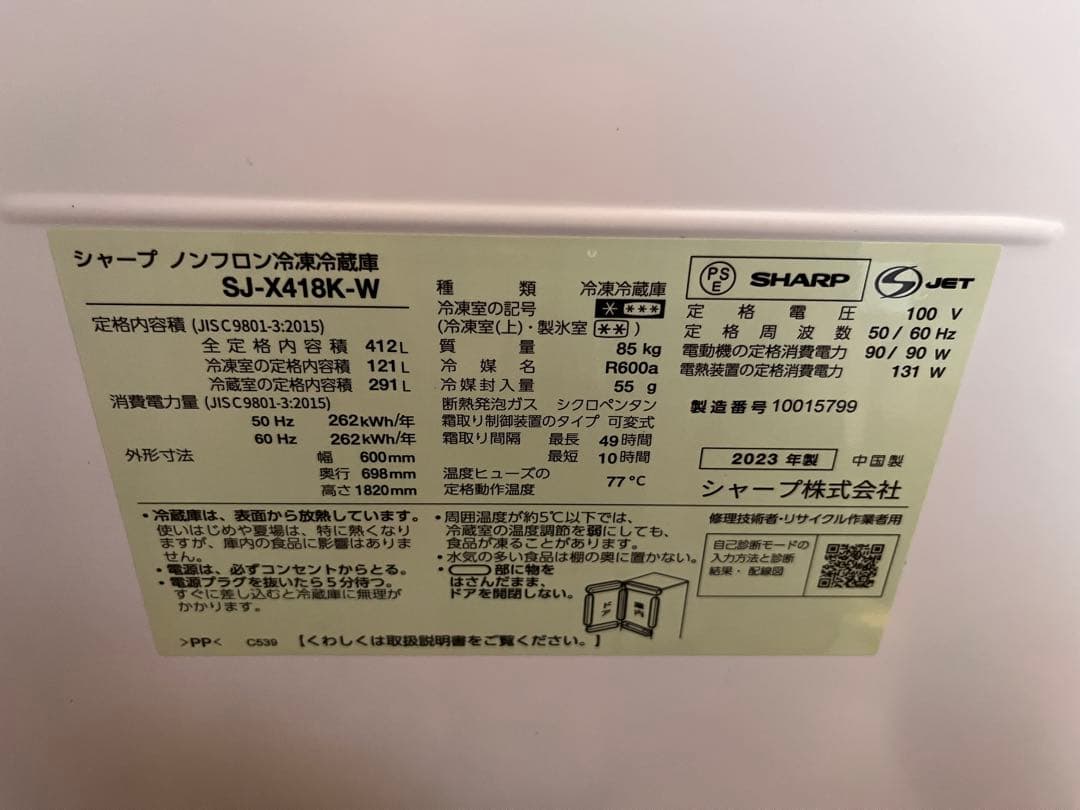 シャープ ノンフロン冷凍冷蔵庫
SJ-X418K-W
定格内容積 (JISC9801-3:2015)
全定格内容積 412L
冷凍室の定格内容積 121L
冷蔵室の定格内容積 291L
消費電力量 (JISC9801-3:2015)
50 Hz 262kWh/年
60 Hz 262kWh/年
外形寸法 幅 600mm
奥行 698mm
高さ 1820mm
種類 冷凍冷蔵庫
冷凍室の記号 * ***
(冷凍室(上)・製氷室 ** )
質量 85kg
冷媒名 R600a
冷媒封入量 55 g
断熱発泡ガス シクロペンタン
霜取り制御装置のタイプ 可変式
霜取り間隔 最長 49時間
最短 10時間
温度ヒューズの
定格動作温度 77℃
PSE SHARP S JET
定格電圧 100 V
定格周波数 50/60 Hz
電動機の定格消費電力 90/90 W
電熱装置の定格消費電力 131 W
製造番号 10015799
2023 年製 中国製
シャープ株式会社
修理技術者・リサイクル作業者用
自己診断モードの
入力方法と診断
結果・配線図
・冷蔵庫は、表面から放熱しています。
使いはじめや夏場は、特に熱くなり
ますが、庫内の食品に影響はありま
せん。
・電源は、必ずコンセントからとる。
・電源プラグを抜いたら5分待つ。
すぐに差し込むと冷蔵庫に無理が
かかります。
・周囲温度が約5℃以下では、
冷蔵室の温度調節を弱にしても、
食品が凍ることがあります。
・水気の多い食品は棚の奥に置かない。
・ 部に物を
はさんだまま、
ドアを開閉しない。
ドア
庫内
>PP< C539 【くわしくは取扱説明書をご覧ください。】